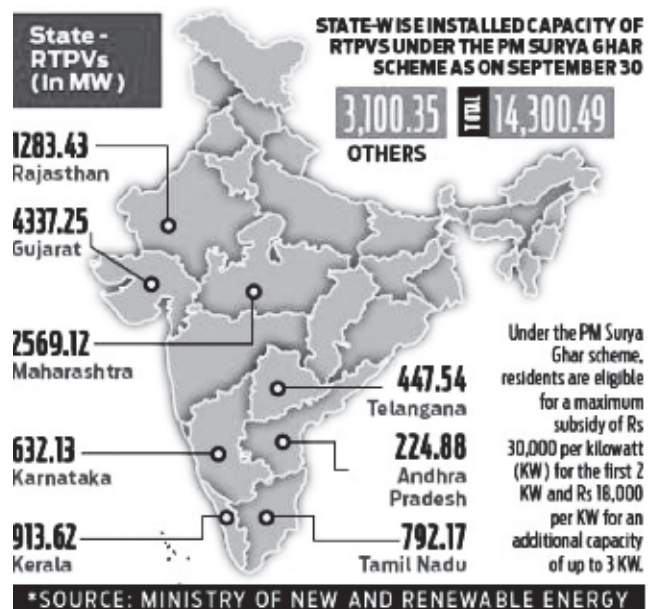 State -
RTPVs
(In MW)
STATE-WISE INSTALLED CAPACITY OF
RTPVS UNDER THE PM SURYA GHAR
SCHEME AS ON SEPTEMBER 30
3,100.35
OTHERS
TOTAL 14,300.49
1283.43
Rajasthan
4337.25
Gujarat
2569.12
Maharashtra
632.13
Karnataka
913.62
Kerala
447.54
Telangana
224.88
Andhra
Pradesh
792.17
Tamil Nadu
Under the PM Surya
Ghar scheme,
residents are eligible
for a maximum
subsidy of Rs
30,000 per kilowatt
(KW) for the first 2
KW and Rs 18,000
per KW for an
additional capacity
of up to 3 KW.
*SOURCE: MINISTRY OF NEW AND RENEWABLE ENERGY